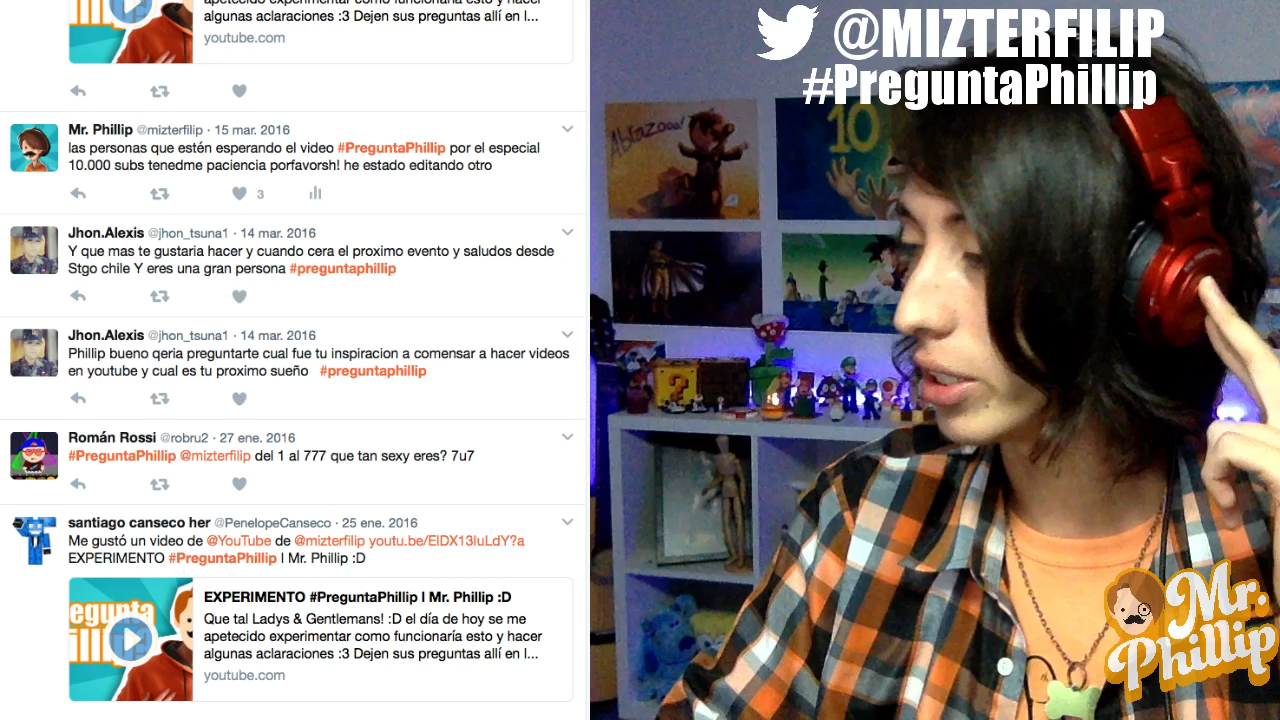 apetecido experimentar como funcionaría esto y hacer
algunas aclaraciones :3 Dejen sus preguntas allí en l...
youtube.com
Mr. Phillip @mizterfilip · 15 mar. 2016
las personas que estén esperando el video #PreguntaPhillip por el especial
10.000 subs tenedme paciencia porfavorsh! he estado editando otro
3
Jhon.Alexis @jhon_tsuna1 · 14 mar. 2016
Y que mas te gustaria hacer y cuando cera el proximo evento y saludos desde
Stgo chile Y eres una gran persona #preguntaphillip
Jhon.Alexis @jhon_tsuna1 · 14 mar. 2016
Phillip bueno qeria preguntarte cual fue tu inspiracion a comensar a hacer videos
en youtube y cual es tu proximo sueño #preguntaphillip
Román Rossi @robru2 · 27 ene. 2016
#PreguntaPhillip @mizterfilip del 1 al 777 que tan sexy eres? 7u7
santiago canseco her @PenelopeCanseco · 25 ene. 2016
Me gustó un video de @YouTube de @mizterfilip youtu.be/EIDX13luLdY?a
EXPERIMENTO #PreguntaPhillip l Mr. Phillip :D
EXPERIMENTO #PreguntaPhillip l Mr. Phillip :D
Que tal Ladys & Gentlemans! :D el día de hoy se me
apetecido experimentar como funcionaría esto y hacer
algunas aclaraciones :3 Dejen sus preguntas allí en l...
youtube.com
@MIZTERFILIP
#PreguntaPhillip
Abrazooo!
10
Mr.
Phillip